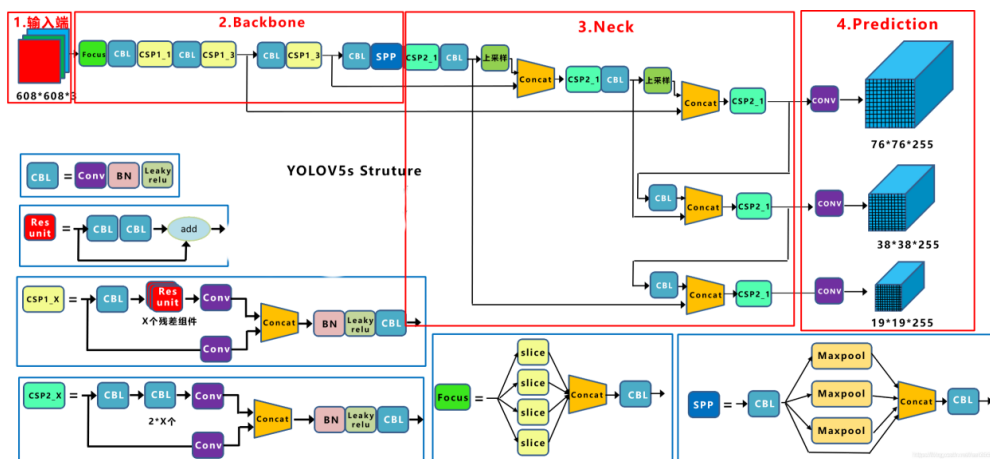 1.输入端
2.Backbone
3.Neck
4.Prediction
608*608*3
Focus
CBL
CSP1_1
CBL
CSP1_3
CBL
CSP1_3
CBL
SPP
CSP2_1
CBL
上采样
Concat
CSP2_1
CBL
上采样
Concat
CSP2_1
CONV
76*76*255
YOLOV5s Struture
CBL
Concat
CSP2_1
CONV
38*38*255
CBL
Concat
CSP2_1
CONV
19*19*255
CBL
=
Conv
BN
Leaky
relu
Res
unit
=
CBL
CBL
add
CSP1_X
=
CBL
Res
unit
X个残差组件
Conv
Conv
Concat
BN
Leaky
relu
CBL
CSP2_X
=
CBL
CBL
2*X个
Conv
Conv
Concat
BN
Leaky
relu
CBL
Focus
=
slice
slice
slice
slice
Concat
CBL
SPP
=
CBL
Maxpool
Maxpool
Maxpool
Concat
CBL